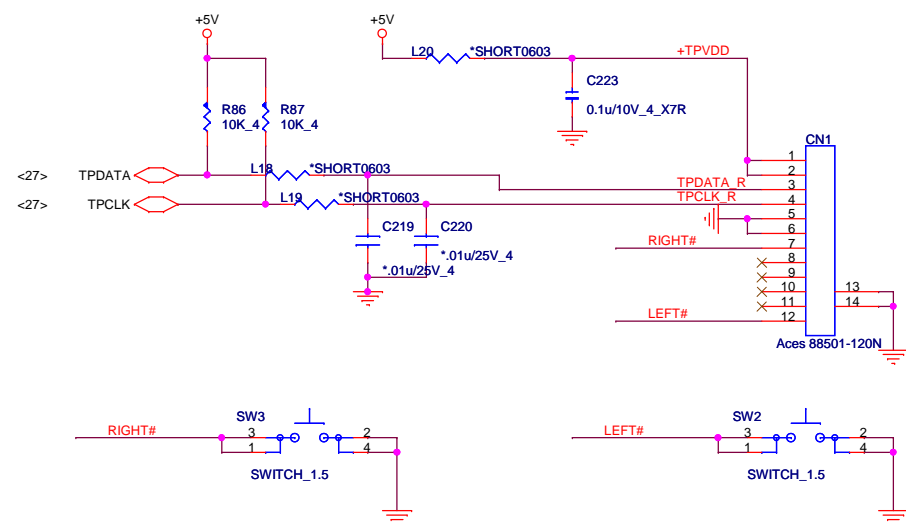 +5V
+5V
L20
*SHORT0603
+TPVDD
C223
0.1u/10V_4_X7R
R86
10K_4
R87
10K_4
CN1
<27>
TPDATA
L18
*SHORT0603
<27>
TPCLK
L19
*SHORT0603
TPDATA_R
TPCLK_R
C219
*.01u/25V_4
C220
*.01u/25V_4
RIGHT#
LEFT#
1
2
3
4
5
6
7
8
9
10
11
12
13
14
Aces 88501-120N
RIGHT#
SW3
3
1
2
4
SWITCH_1.5
LEFT#
SW2
3
1
2
4
SWITCH_1.5